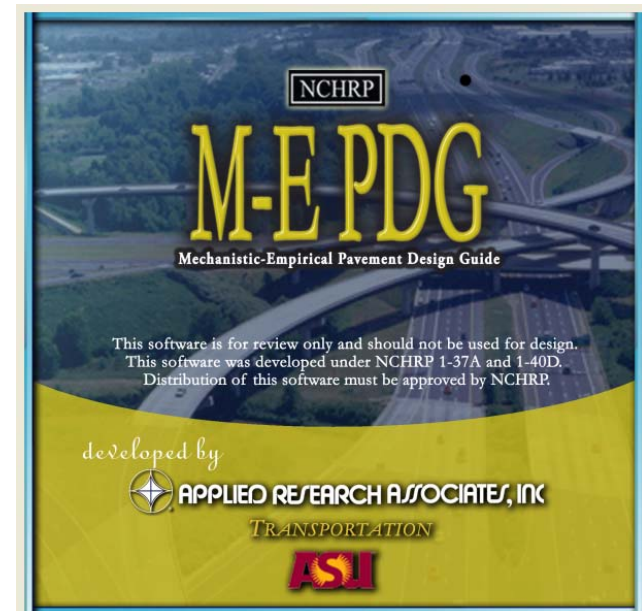 NCHRP
M-E PDG
Mechanistic-Empirical Pavement Design Guide
This software is for review only and should not be used for design.
This software was developed under NCHRP 1-37A and 1-40D.
Distribution of this software must be approved by NCHRP.
developed by
APPLIED RESEARCH ASSOCIATES, INC
TRANSPORTATION
ASU